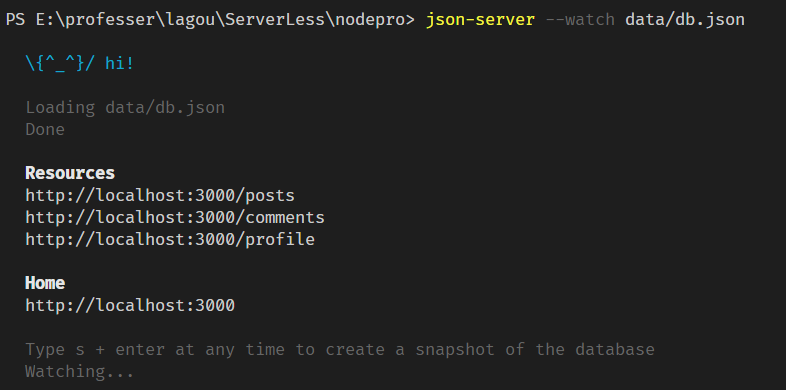 PS E:\professer\lagou\ServerLess\nodepro> json-server --watch data/db.json
\{^_^}/ hi!
Loading data/db.json
Done
Resources
http://localhost:3000/posts
http://localhost:3000/comments
http://localhost:3000/profile
Home
http://localhost:3000
Type s + enter at any time to create a snapshot of the database
Watching...